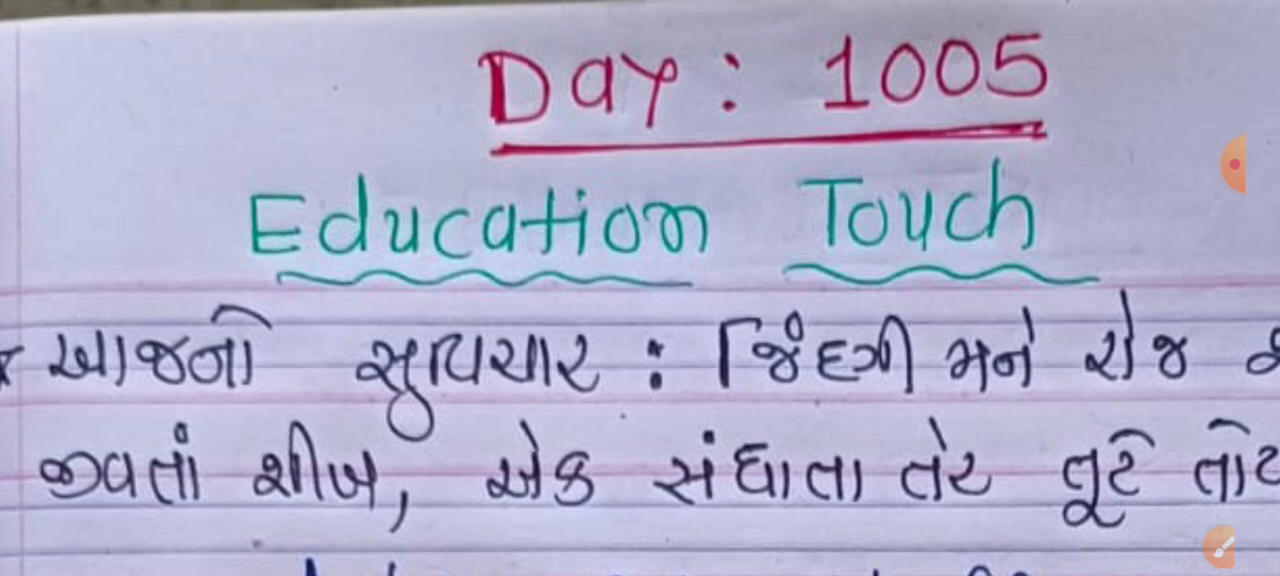 Day : 1005
Education Touch
* આજનો સુવિચાર : જિંદગી મને રોજ
જીવતાં શીખ, એક સંધાતા તેર તૂટે